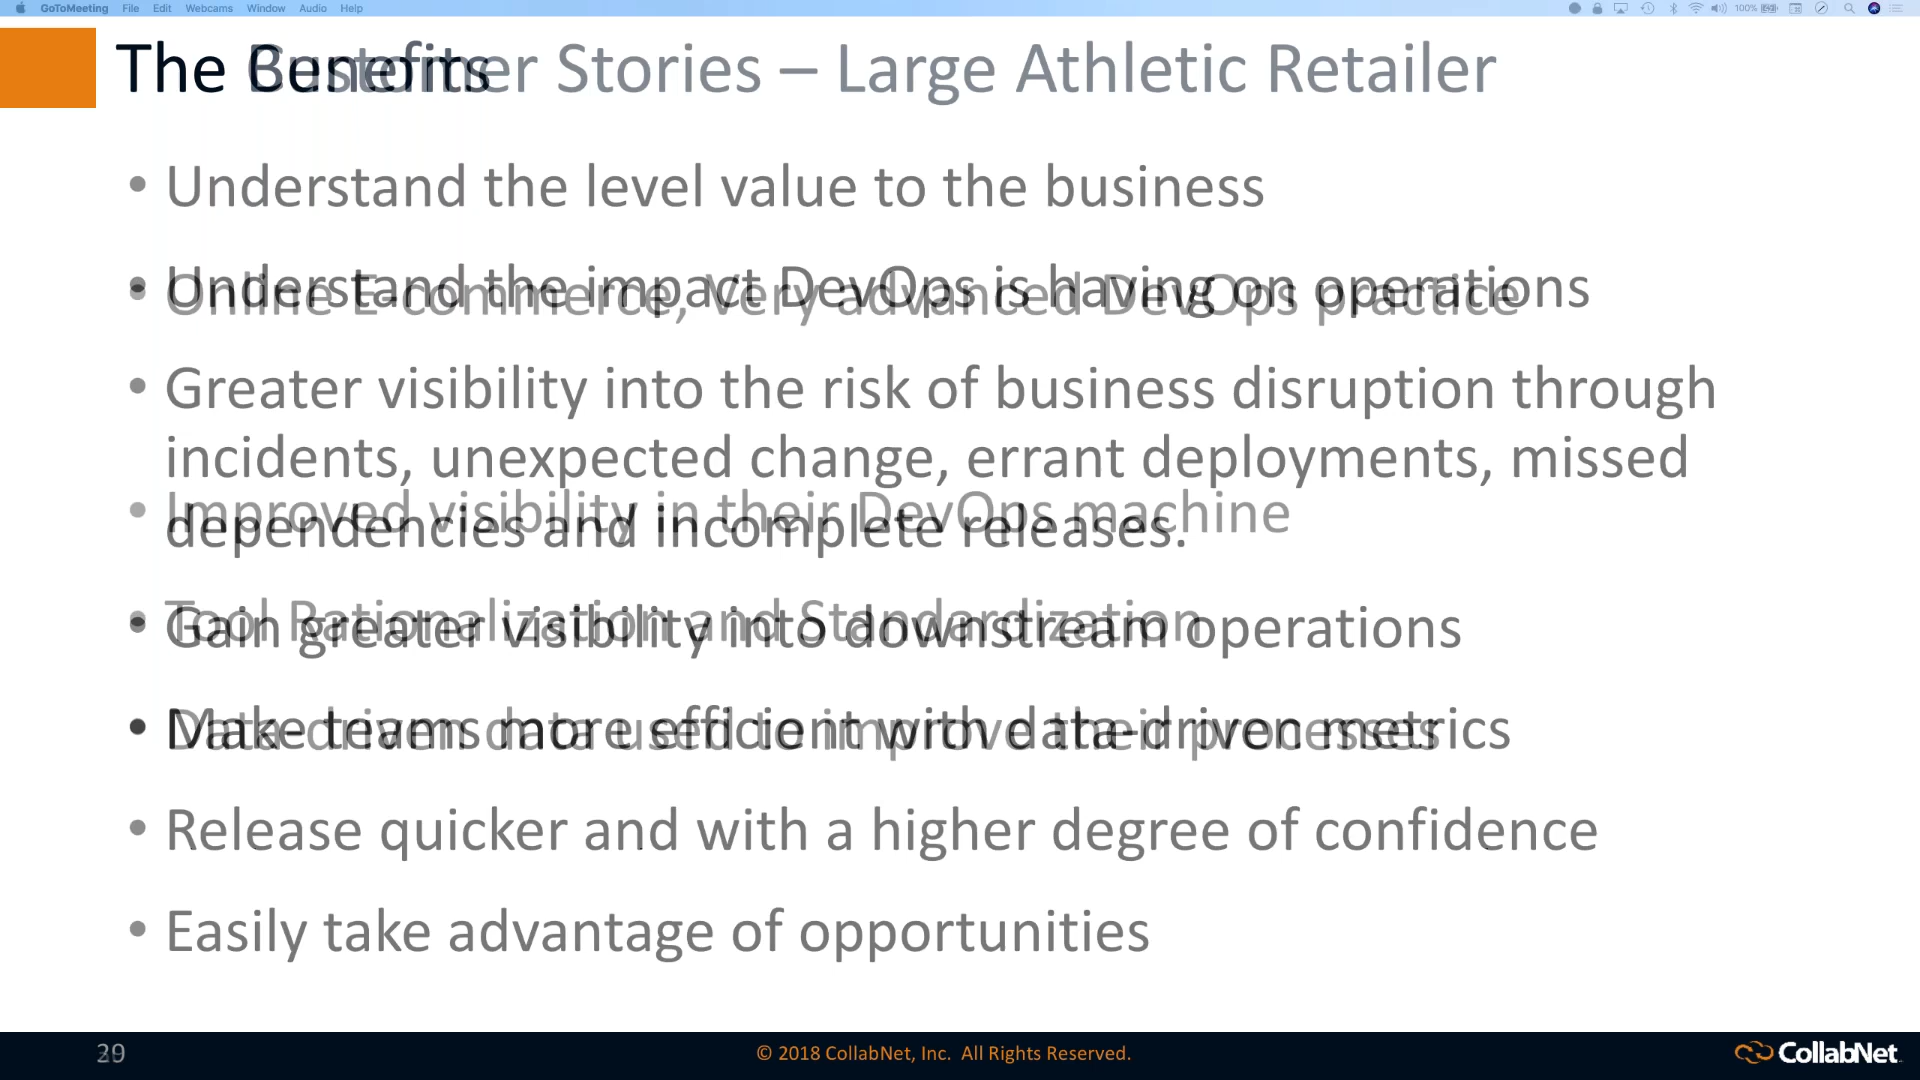 GoToMeeting File Edit Webcams Window Audio Help
100%
The Benefits
The Customer Stories – Large Athletic Retailer
• Understand the level value to the business
• Understand the impact DevOps is having on operations
• Online E-commerce, Very advanced DevOps practice
• Greater visibility into the risk of business disruption through
incidents, unexpected change, errant deployments, missed
dependencies and incomplete releases.
• Improved visibility in their DevOps machine
• Tool Rationalization and Standardization
• Gain greater visibility into downstream operations
• Make teams more efficient with data-driven metrics
• Data driven data used to improve their processes
• Release quicker and with a higher degree of confidence
• Easily take advantage of opportunities
© 2018 CollabNet, Inc. All Rights Reserved.
CollabNet